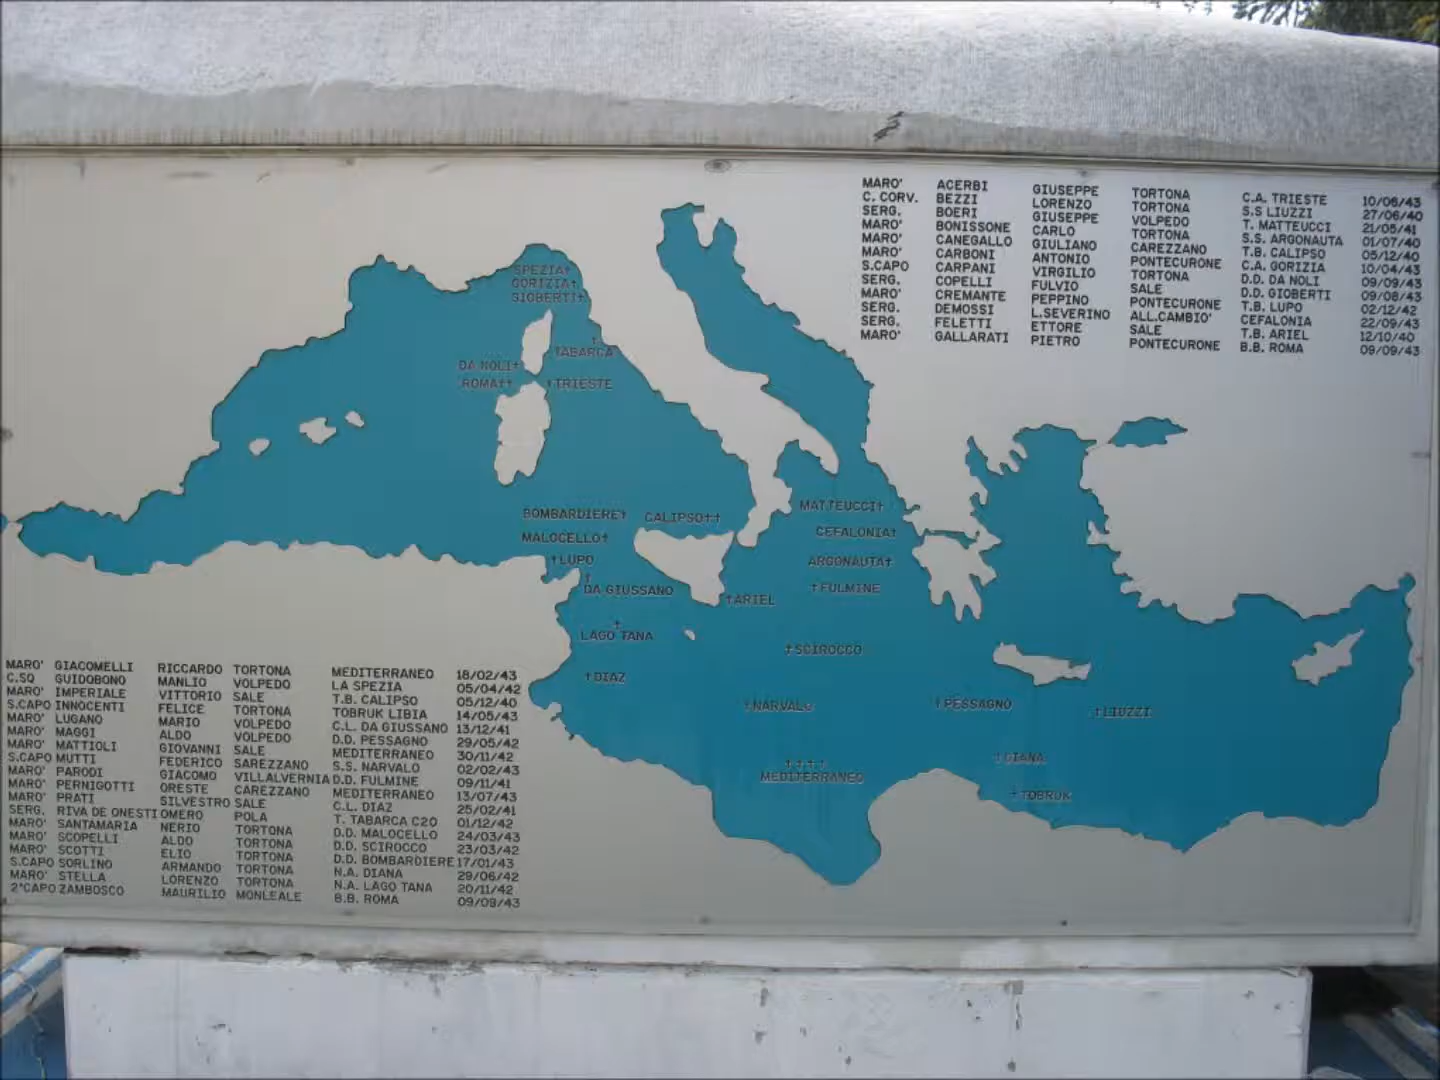 MARO' ACERBI GIUSEPPE TORTONA C.A. TRIESTE 10/06/43
C. CORV. BEZZI LORENZO TORTONA S.S LIUZZI 27/06/40
SERG. BOERI GIUSEPPE VOLPEDO T. MATTEUCCI 21/05/41
MARO' BONISSONE CARLO TORTONA S.S. ARGONAUTA 01/07/40
MARO' CANEGALLO GIULIANO CAREZZANO T.B. CALIPSO 05/12/40
MARO' CARBONI ANTONIO PONTECURONE C.A. GORIZIA 10/04/43
S.CAPO CARPANI VIRGILIO TORTONA D.D. DA NOLI 09/09/43
SERG. COPELLI FULVIO SALE D.D. GIOBERTI 09/08/43
MARO' CREMANTE PEPPINO PONTECURONE T.B. LUPO 02/12/42
SERG. DEMOSSI L.SEVERINO ALL.CAMBIO' CEFALONIA 22/09/43
SERG. FELETTI ETTORE SALE T.B. ARIEL 12/10/40
MARO' GALLARATI PIETRO PONTECURONE B.B. ROMA 09/09/43
SPEZIA†
GORIZIA†
GIOBERTI†
†
TABARCA
DA NOLI†
ROMA†† †TRIESTE
BOMBARDIERE† CALIPSO†† MATTEUCCI†
MALOCELLO† CEFALONIA†
†LUPO ARGONAUTA†
†
DA GIUSSANO †ARIEL †FULMINE
†
LAGO TANA †SCIROCCO
†DIAZ
†NARVALO †PESSAGNO †LIUZZI
†DIANA
††††
MEDITERRANEO †TOBRUK
MARO' GIACOMELLI RICCARDO TORTONA MEDITERRANEO 18/02/43
C.SQ GUIDOBONO MANLIO VOLPEDO LA SPEZIA 05/04/42
MARO' IMPERIALE VITTORIO SALE T.B. CALIPSO 05/12/40
S.CAPO INNOCENTI FELICE TORTONA TOBRUK LIBIA 14/05/43
MARO' LUGANO MARIO VOLPEDO C.L. DA GIUSSANO 13/12/41
MARO' MAGGI ALDO VOLPEDO D.D. PESSAGNO 29/05/42
MARO' MATTIOLI GIOVANNI SALE MEDITERRANEO 30/11/42
S.CAPO MUTTI FEDERICO SAREZZANO S.S. NARVALO 02/02/43
MARO' PARODI GIACOMO VILLALVERNIA D.D. FULMINE 09/11/41
MARO' PERNIGOTTI ORESTE CAREZZANO MEDITERRANEO 13/07/43
MARO' PRATI SILVESTRO SALE C.L. DIAZ 25/02/41
SERG. RIVA DE ONESTI OMERO POLA T. TABARCA C20 01/12/42
MARO' SANTAMARIA NERIO TORTONA D.D. MALOCELLO 24/03/43
MARO' SCOPELLI ALDO TORTONA D.D. SCIROCCO 23/03/42
MARO' SCOTTI ELIO TORTONA D.D. BOMBARDIERE 17/01/43
S.CAPO SORLINO ARMANDO TORTONA N.A. DIANA 29/06/42
MARO' STELLA LORENZO TORTONA N.A. LAGO TANA 20/11/42
2°CAPO ZAMBOSCO MAURILIO MONLEALE B.B. ROMA 09/09/43